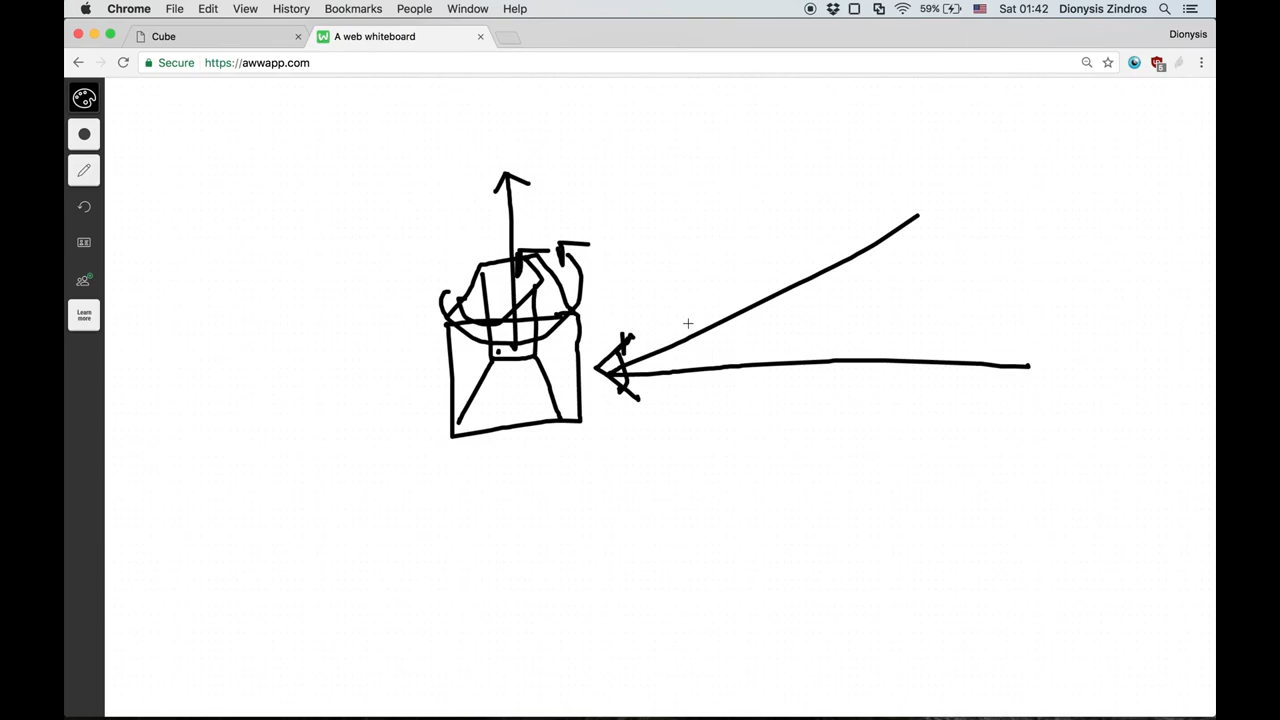 Chrome File Edit View History Bookmarks People Window Help 59% Sat 01:42 Dionysis Zindros
Cube A web whiteboard Dionysis
Secure https://awwapp.com
Learn
more